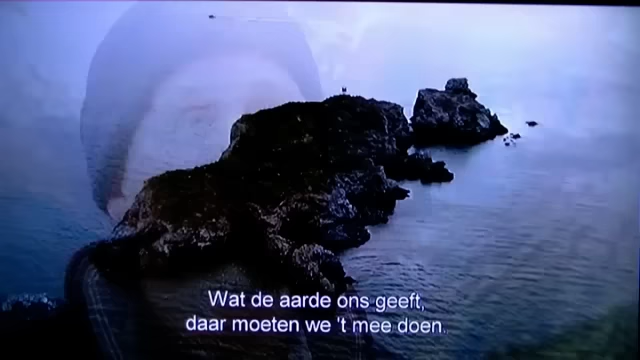 Wat de aarde ons geeft,
daar moeten we 't mee doen.